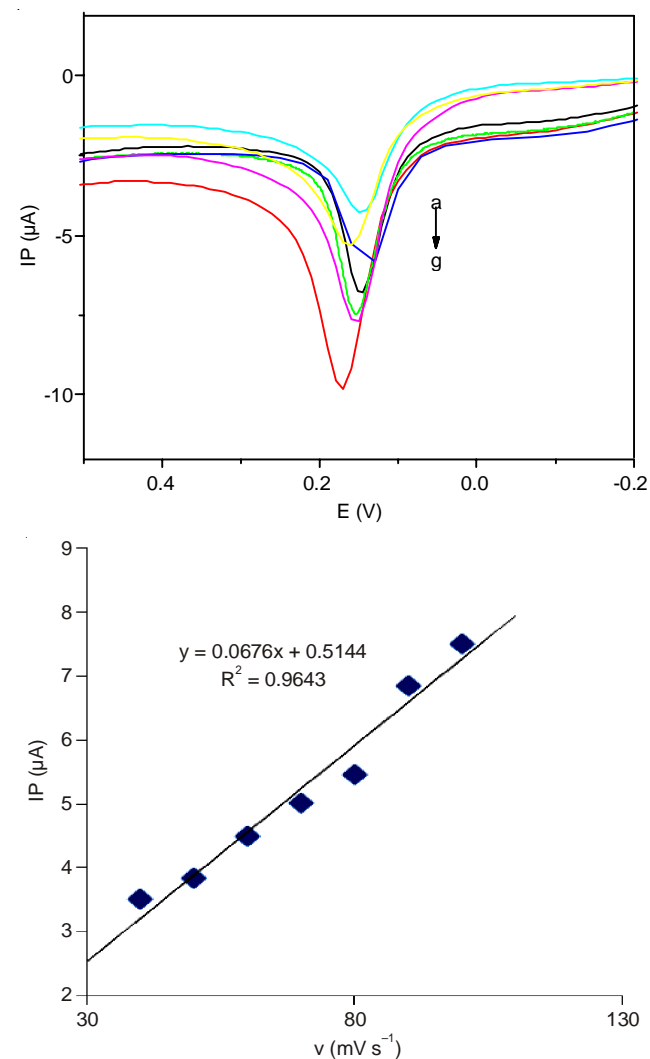 0
-5
-10
IP (µA)
a
g
0.4 0.2 0.0 -0.2
E (V)
9
8
7
6
5
4
3
2
IP (µA)
y = 0.0676x + 0.5144
R² = 0.9643
30 80 130
v (mV s⁻¹)